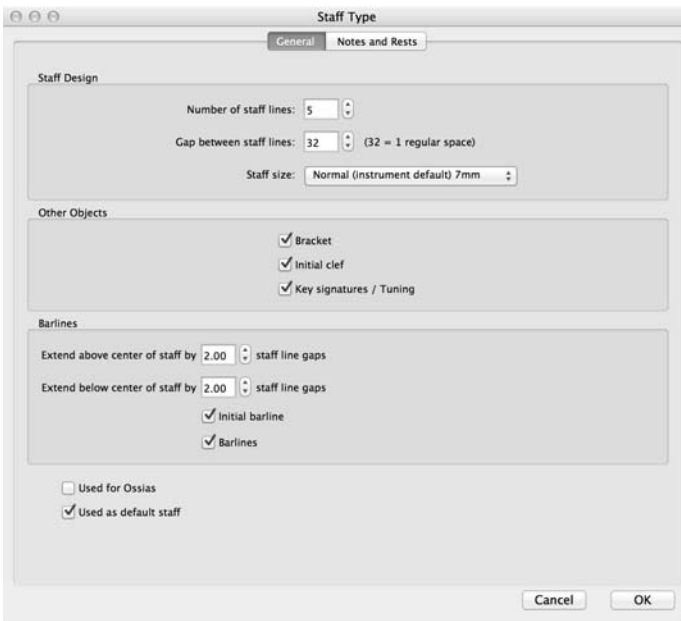 Staff Type
General Notes and Rests
Staff Design
Number of staff lines: 5
Gap between staff lines: 32 (32 = 1 regular space)
Staff size: Normal (instrument default) 7mm
Other Objects
Bracket
Initial clef
Key signatures / Tuning
Barlines
Extend above center of staff by 2.00 staff line gaps
Extend below center of staff by 2.00 staff line gaps
Initial barline
Barlines
Used for Ossias
Used as default staff
Cancel OK